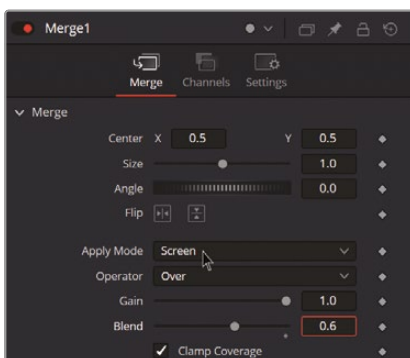 Merge1
Merge Channels Settings
Merge
Center X 0.5 Y 0.5
Size 1.0
Angle 0.0
Flip
Apply Mode Screen
Operator Over
Gain 1.0
Blend 0.6
Clamp Coverage